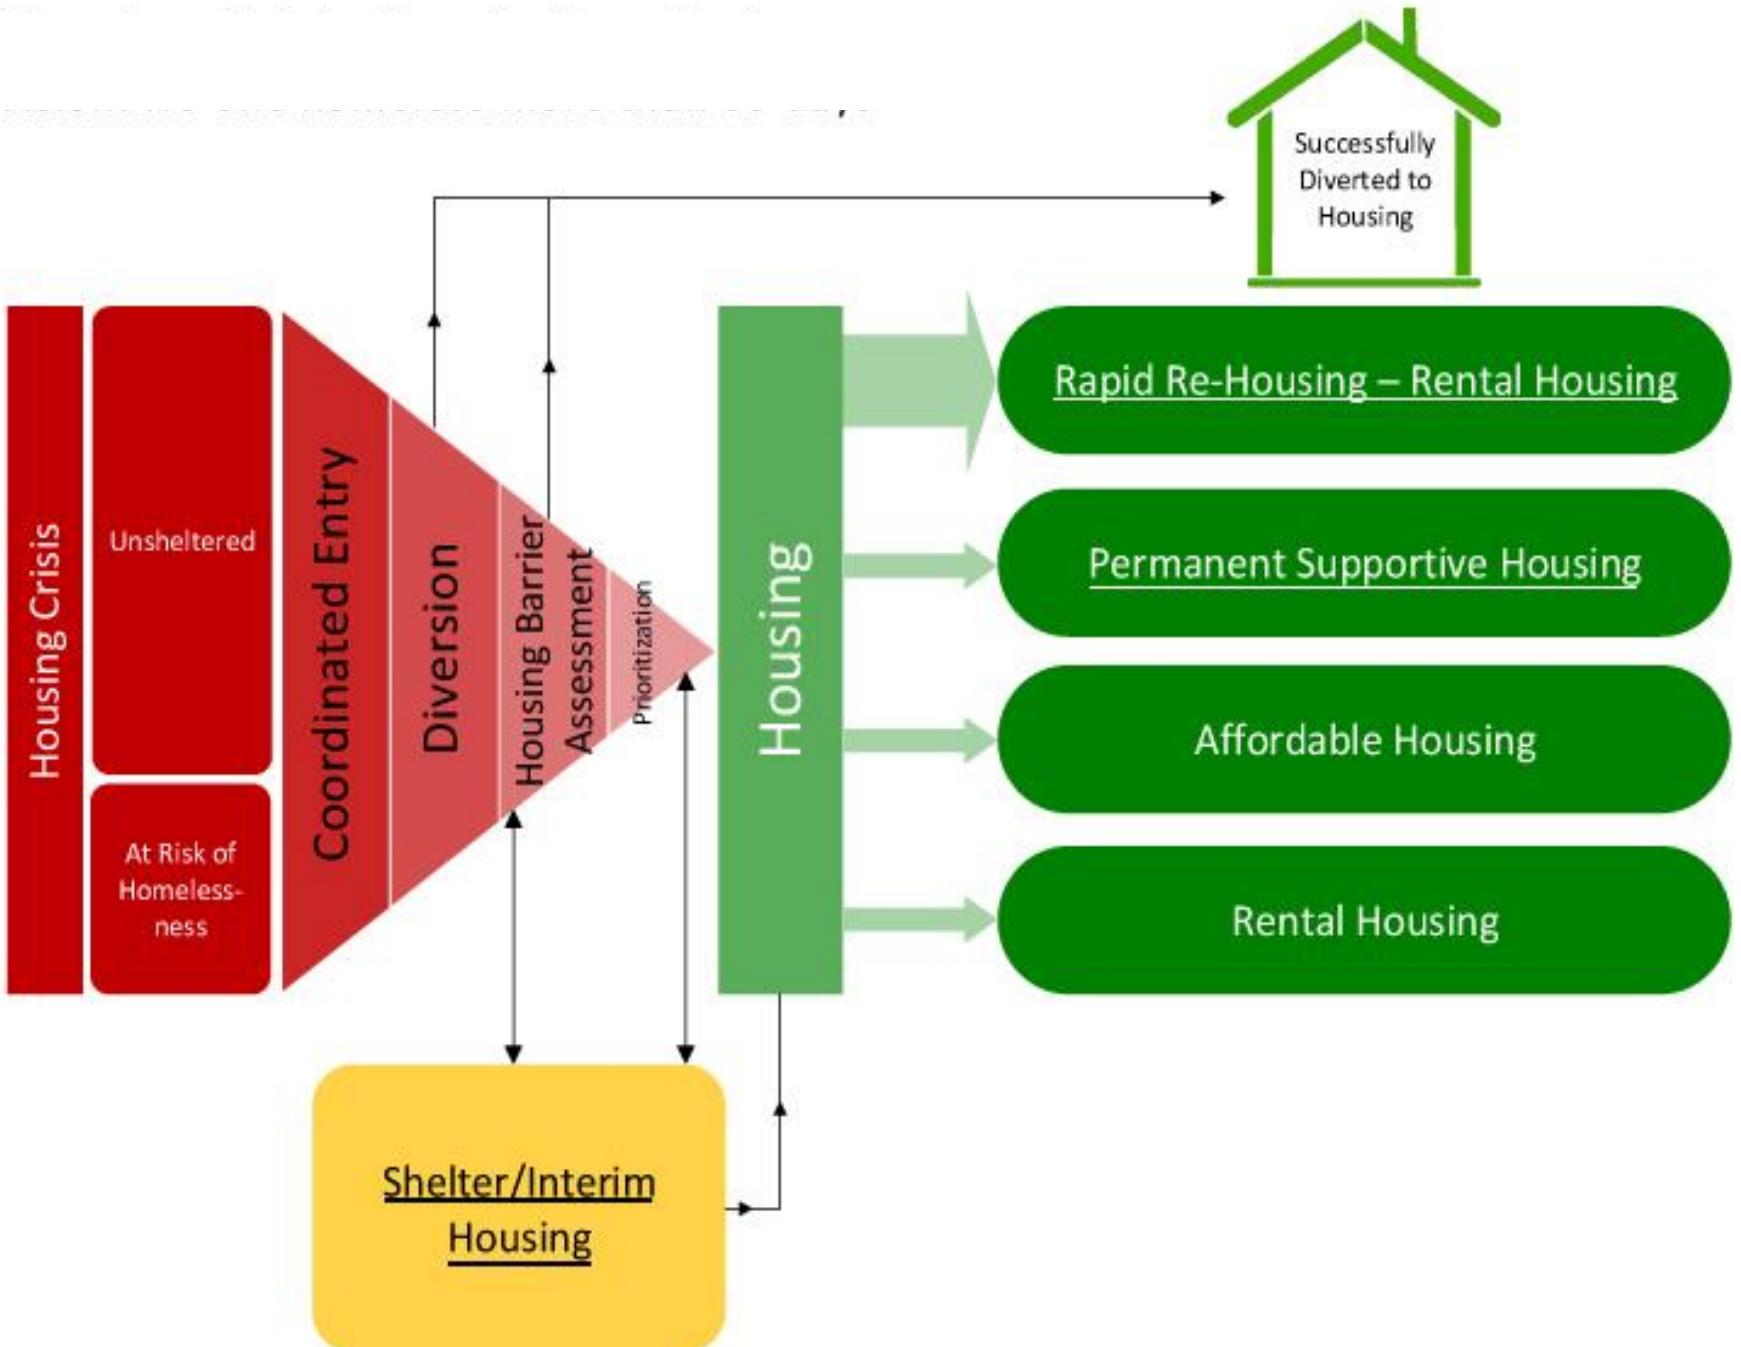 Successfully
Diverted to
Housing
Housing Crisis
Unsheltered
At Risk of
Homeless-
ness
Coordinated Entry
Diversion
Housing Barrier
Assessment
Prioritization
Housing
Rapid Re-Housing – Rental Housing
Permanent Supportive Housing
Affordable Housing
Rental Housing
Shelter/Interim
Housing